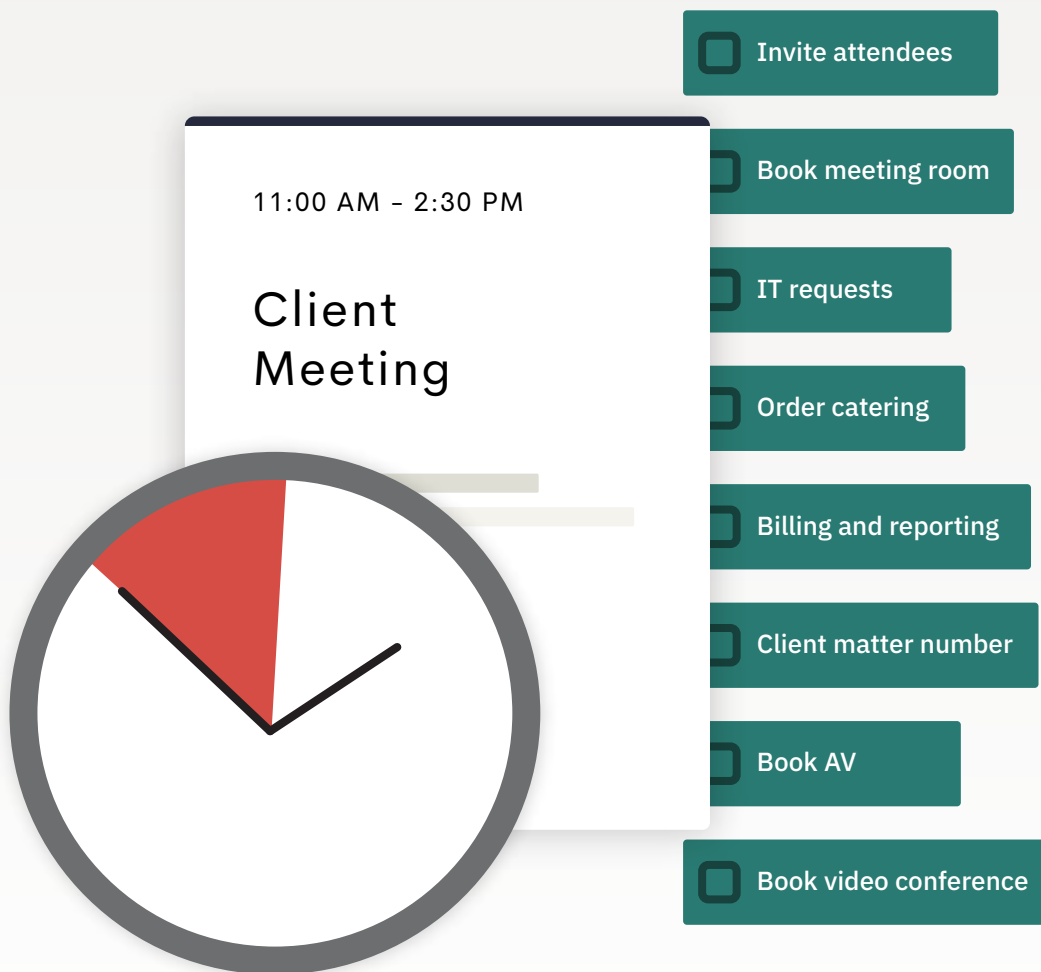 Invite attendees
Book meeting room
11:00 AM – 2:30 PM
IT requests
Client
Meeting
Order catering
Billing and reporting
Client matter number
Book AV
Book video conference